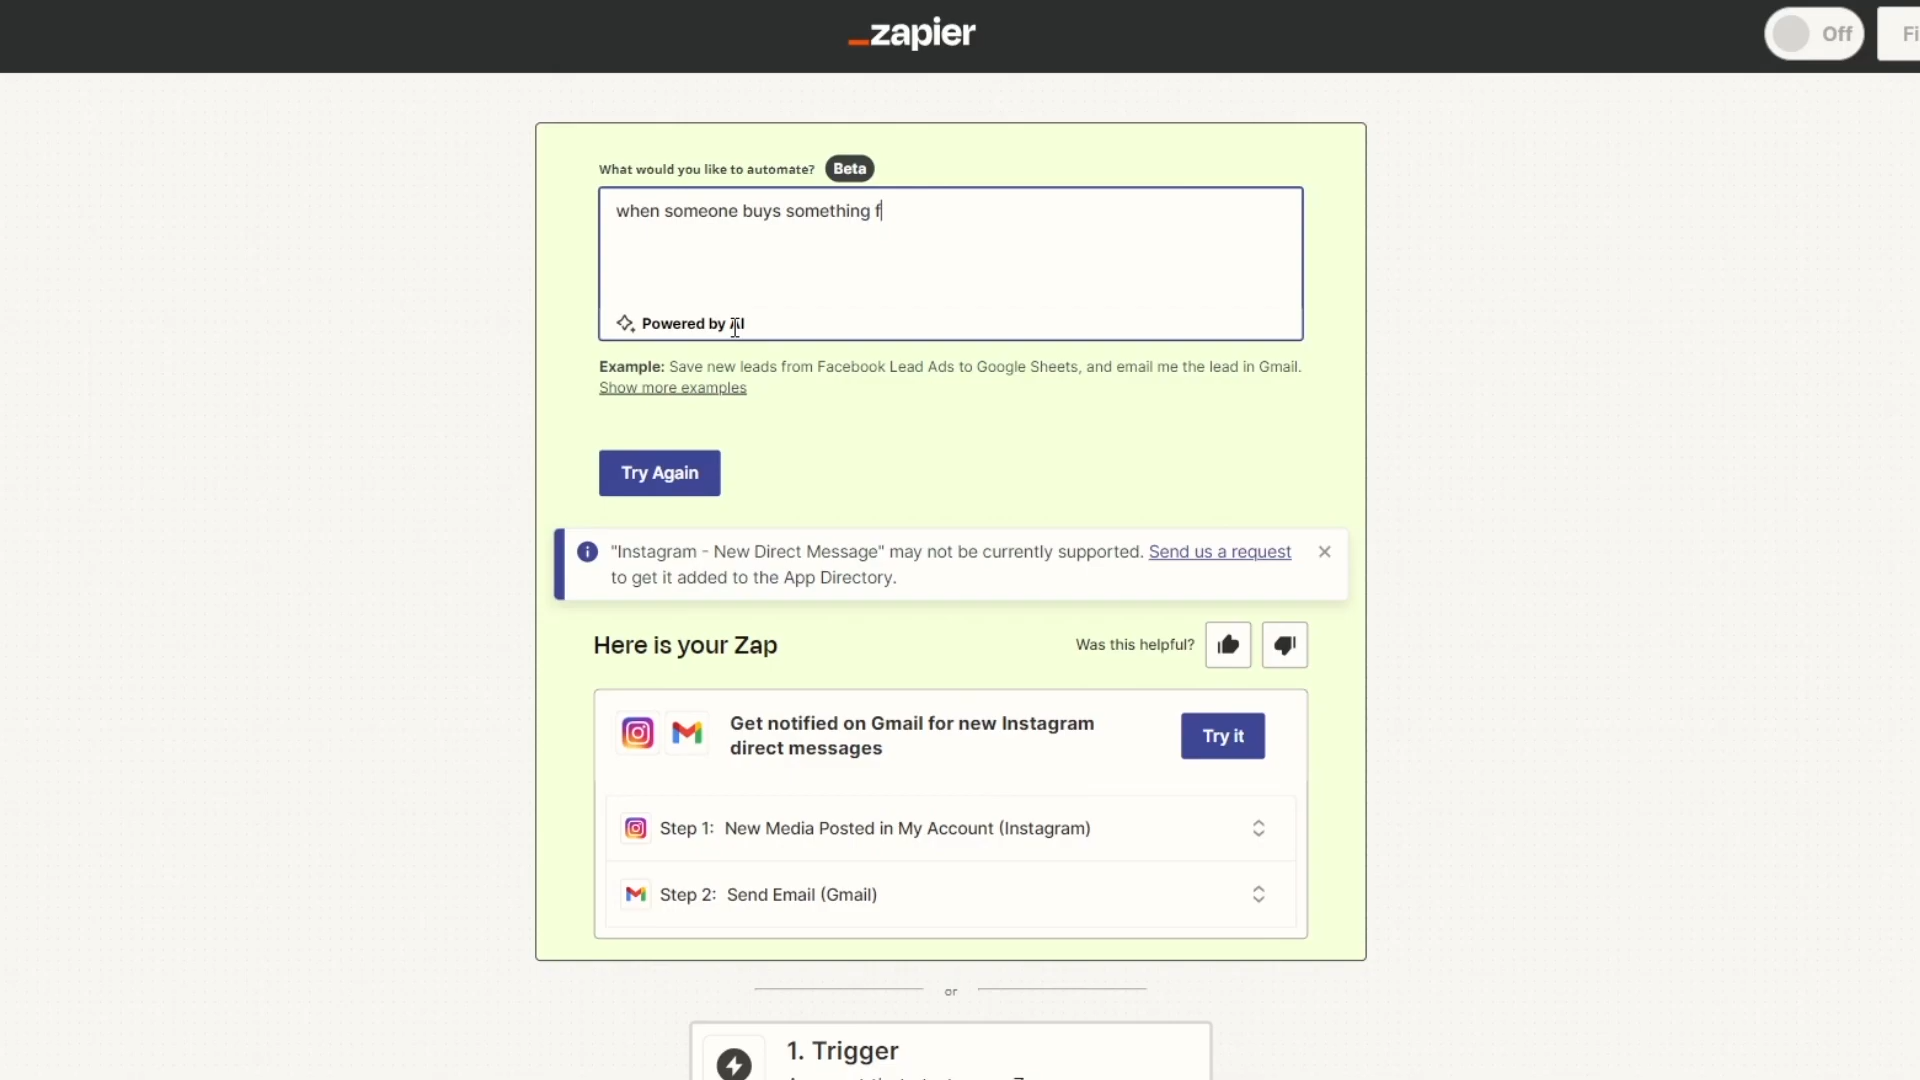 _zapier
Off
Fi
What would you like to automate? Beta
when someone buys something f
Powered by AI
Example: Save new leads from Facebook Lead Ads to Google Sheets, and email me the lead in Gmail.
Show more examples
Try Again
"Instagram - New Direct Message" may not be currently supported. Send us a request
to get it added to the App Directory.
Here is your Zap
Was this helpful?
Get notified on Gmail for new Instagram
direct messages
Try it
Step 1: New Media Posted in My Account (Instagram)
Step 2: Send Email (Gmail)
or
1. Trigger